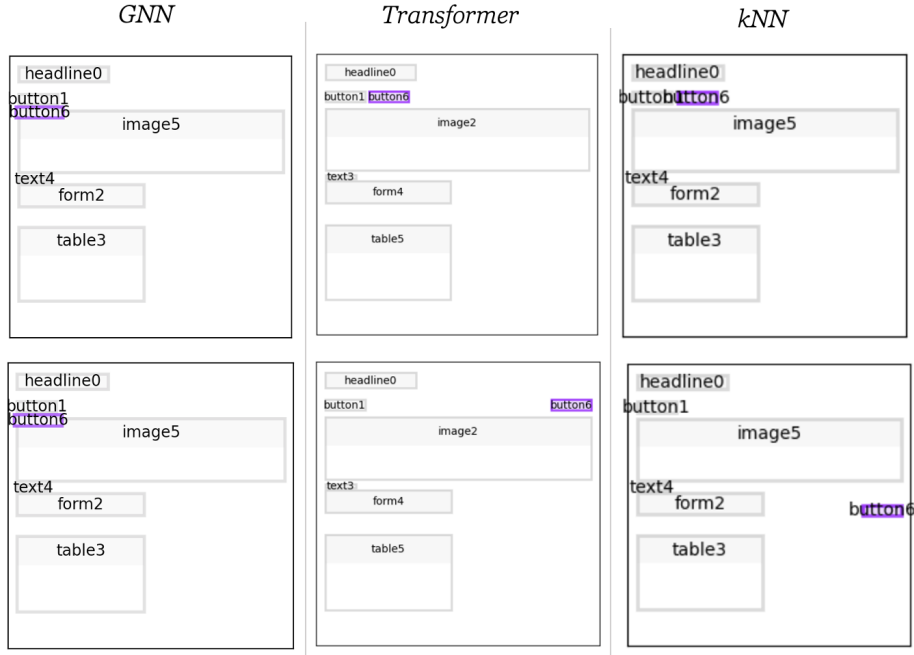 GNN
Transformer
kNN
headline0
button1
button6
image5
text4
form2
table3
headline0
button1 button6
image2
text3
form4
table5
headline0
button1 button6
image5
text4
form2
table3
headline0
button1
button6
image5
text4
form2
table3
headline0
button1 button6
image2
text3
form4
table5
headline0
button1
image5
text4
form2
button6
table3